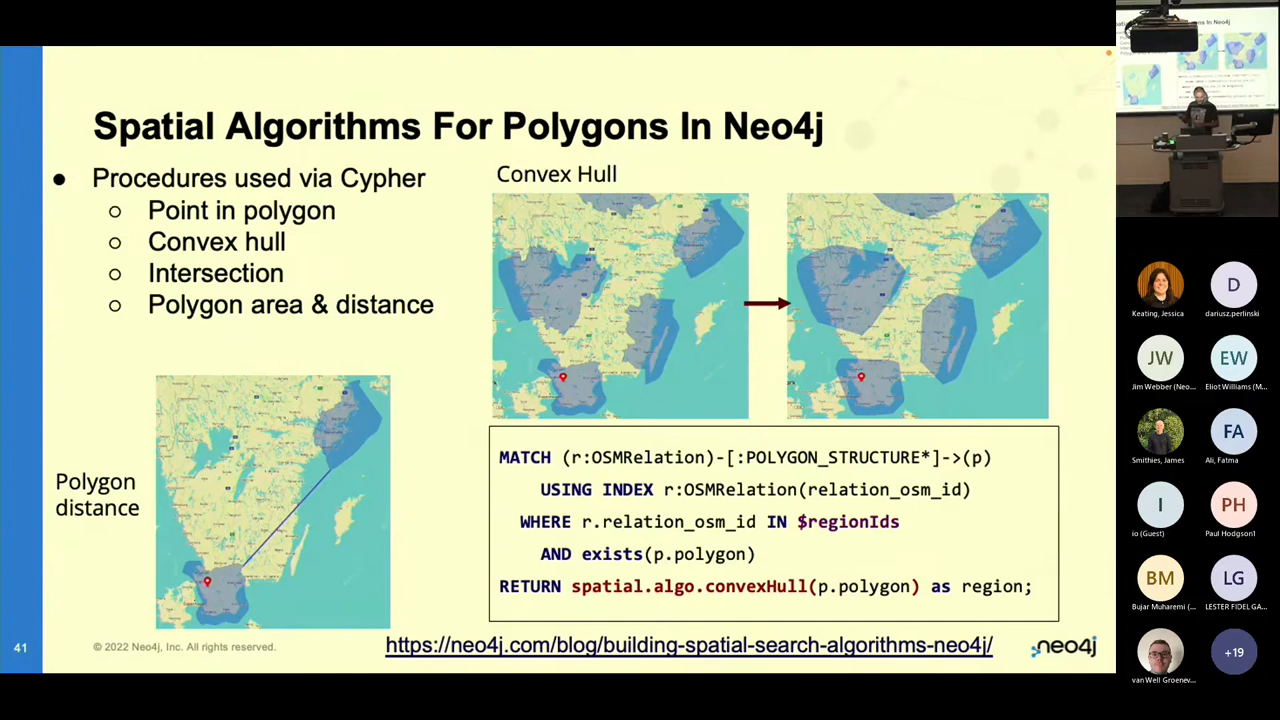 Spatial Algorithms For Polygons In Neo4j
● Procedures used via Cypher
○ Point in polygon
○ Convex hull
○ Intersection
○ Polygon area & distance
Convex Hull
Polygon
distance
MATCH (r:OSMRelation)-[:POLYGON_STRUCTURE*]->(p)
USING INDEX r:OSMRelation(relation_osm_id)
WHERE r.relation_osm_id IN $regionIds
AND exists(p.polygon)
RETURN spatial.algo.convexHull(p.polygon) as region;
41
© 2022 Neo4j, Inc. All rights reserved.
https://neo4j.com/blog/building-spatial-search-algorithms-neo4j/
neo4j
Keating, Jessica
D
dariusz.perlinski
JW
Jim Webber (Neo...
EW
Eliot Williams (M...
Smithies, James
FA
Ali, Fatma
I
io (Guest)
PH
Paul Hodgson1
BM
Bujar Muharemi (...
LG
LESTER FIDEL GA...
van Well Groenev...
+19